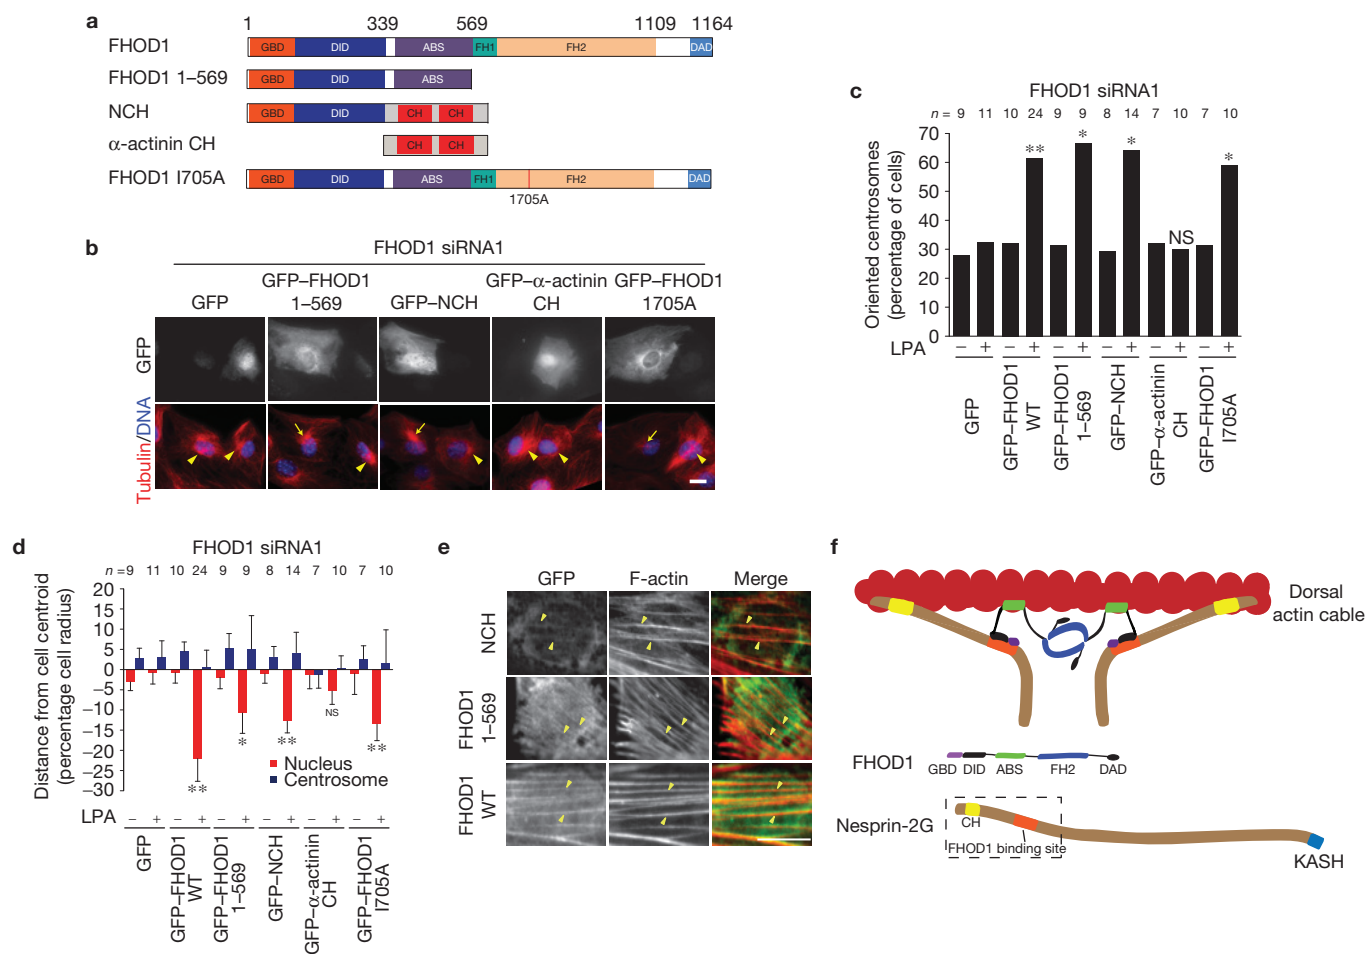 a
1 339 569 1109 1164
FHOD1 GBD DID ABS FH1 FH2 DAD
FHOD1 1–569 GBD DID ABS
NCH GBD DID CH CH
α-actinin CH CH CH
FHOD1 I705A GBD DID ABS FH1 FH2 DAD
1705A
b
FHOD1 siRNA1
GFP
GFP–FHOD1
1–569
GFP–NCH
GFP–α-actinin
CH
GFP–FHOD1
1705A
GFP
Tubulin/DNA
c
FHOD1 siRNA1
n = 9 11 10 24 9 9 8 14 7 10 7 10
Oriented centrosomes
(percentage of cells)
70
60
50
40
30
20
10
0
** * * NS *
LPA – + – + – + – + – + – +
GFP
GFP–FHOD1
WT
GFP–FHOD1
1–569
GFP–NCH
GFP–α-actinin
CH
GFP–FHOD1
I705A
d
FHOD1 siRNA1
n = 9 11 10 24 9 9 8 14 7 10 7 10
Distance from cell centroid
(percentage cell radius)
20
15
10
5
0
–5
–10
–15
–20
–25
–30
** * ** NS **
Nucleus
Centrosome
LPA – + – + – + – + – + – +
GFP
GFP–FHOD1
WT
GFP–FHOD1
1–569
GFP–NCH
GFP–α-actinin
CH
GFP–FHOD1
I705A
e
GFP F-actin Merge
NCH
FHOD1
1–569
FHOD1
WT
f
Dorsal
actin cable
FHOD1
GBD DID ABS FH2 DAD
Nesprin-2G
CH
FHOD1 binding site
KASH